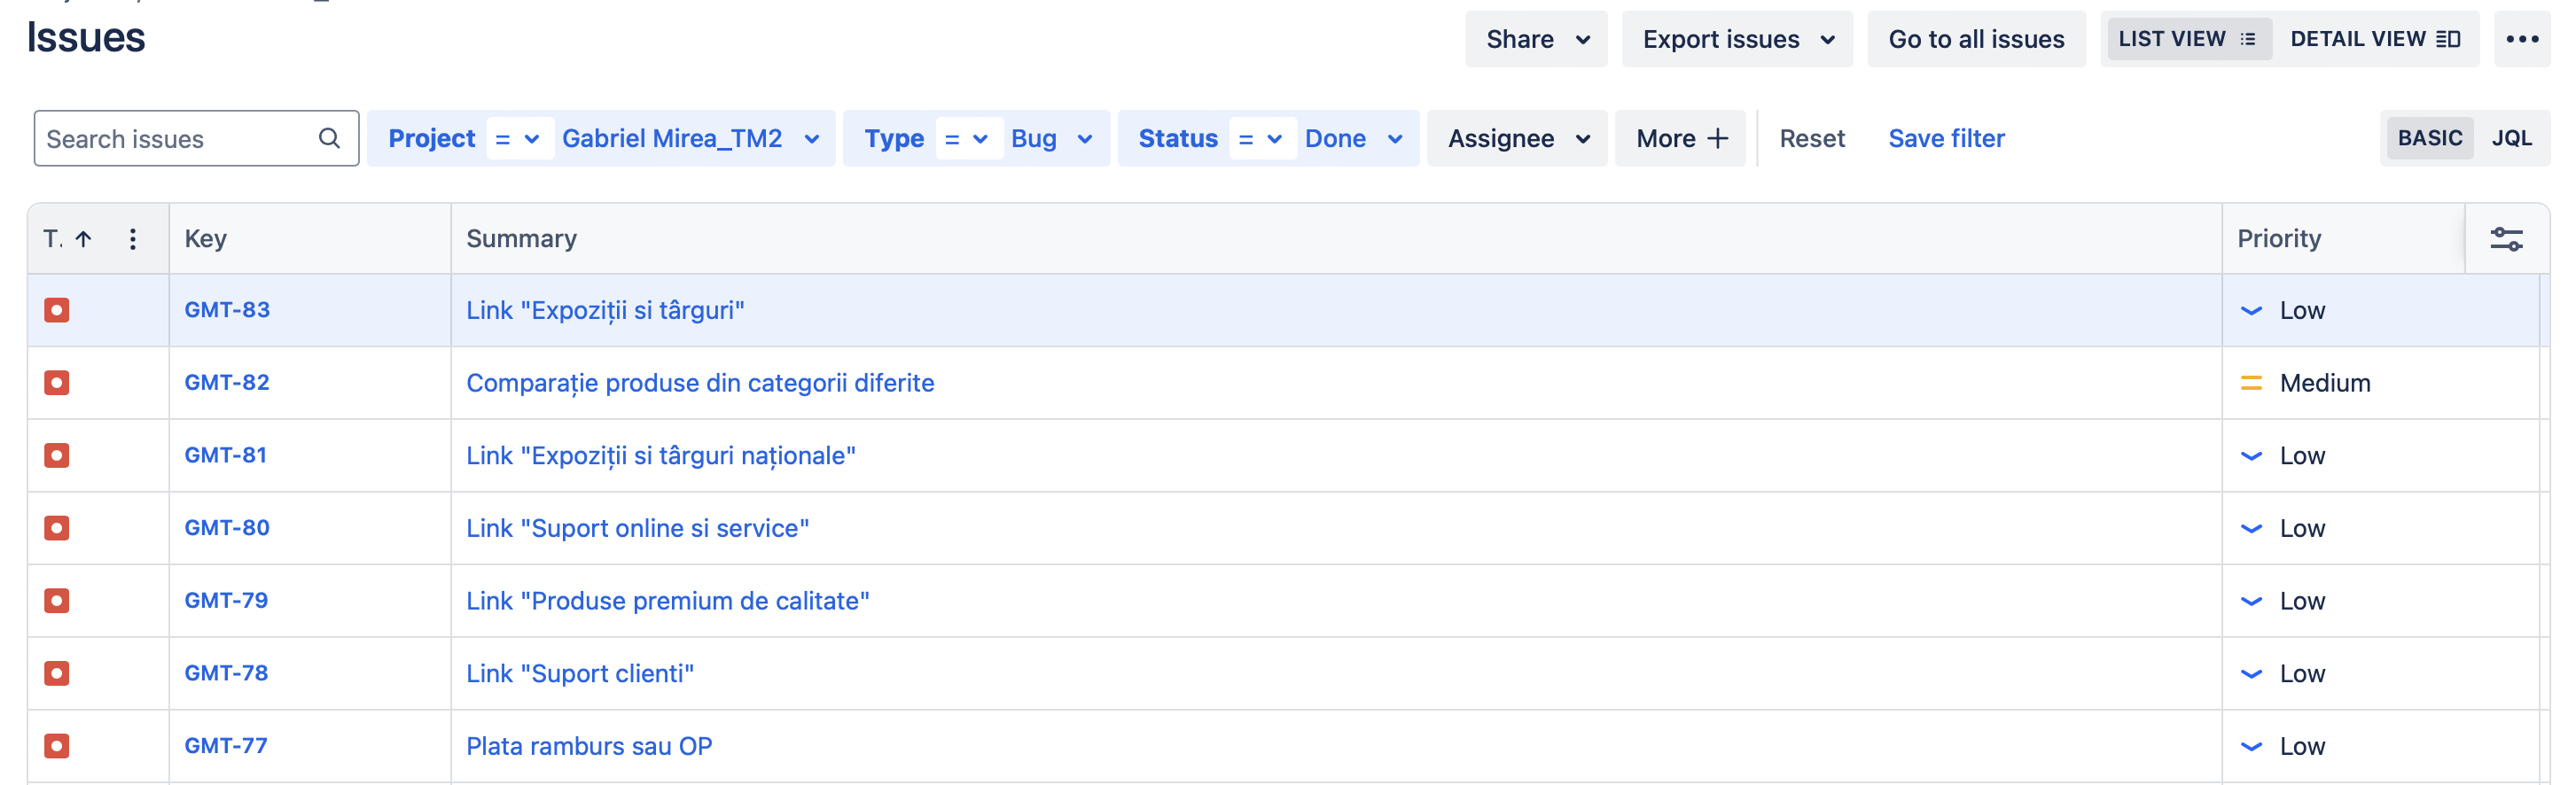 Issues
Share
Export issues
Go to all issues
LIST VIEW
DETAIL VIEW
Search issues
Project = Gabriel Mirea_TM2
Type = Bug
Status = Done
Assignee
More +
Reset
Save filter
BASIC
JQL
T. Key Summary Priority
GMT-83 Link "Expoziții si târguri" Low
GMT-82 Comparație produse din categorii diferite Medium
GMT-81 Link "Expoziții si târguri naționale" Low
GMT-80 Link "Suport online si service" Low
GMT-79 Link "Produse premium de calitate" Low
GMT-78 Link "Suport clienti" Low
GMT-77 Plata ramburs sau OP Low